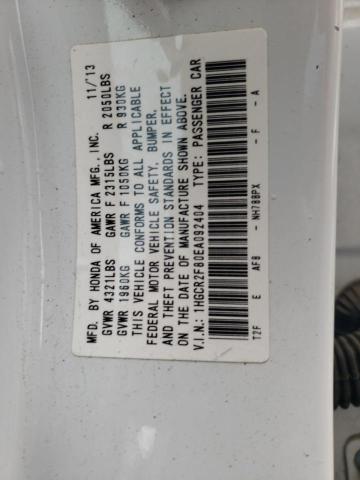 MFD. BY HONDA OF AMERICA MFG., INC. 11/'13
GVWR 4321LBS GAWR F 2315LBS R 2050LBS
GVWR 1960KG GAWR F 1050KG R 930KG
THIS VEHICLE CONFORMS TO ALL APPLICABLE
FEDERAL MOTOR VEHICLE SAFETY, BUMPER,
AND THEFT PREVENTION STANDARDS IN EFFECT
ON THE DATE OF MANUFACTURE SHOWN ABOVE.
V.I.N.: 1HGCR2F80EA092404 TYPE: PASSENGER CAR
T2F E AF8 - NH788PX - F - A